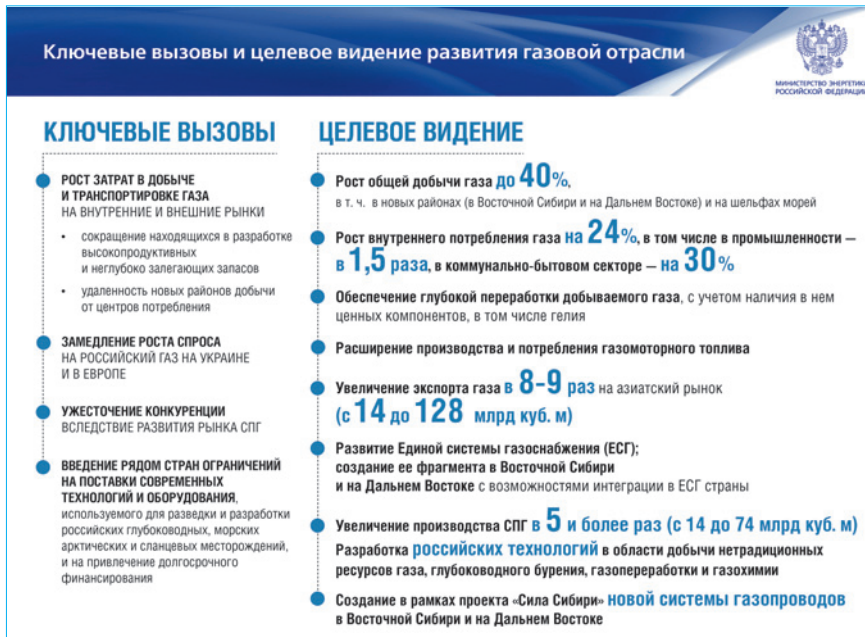 Ключевые вызовы и целевое видение развития газовой отрасли
МИНИСТЕРСТВО ЭНЕРГЕТИКИ
РОССИЙСКОЙ ФЕДЕРАЦИИ
КЛЮЧЕВЫЕ ВЫЗОВЫ
РОСТ ЗАТРАТ В ДОБЫЧЕ
И ТРАНСПОРТИРОВКЕ ГАЗА
НА ВНУТРЕННИЕ И ВНЕШНИЕ РЫНКИ
• сокращение находящихся в разработке
высокопродуктивных
и неглубоко залегающих запасов
• удаленность новых районов добычи
от центров потребления
ЗАМЕДЛЕНИЕ РОСТА СПРОСА
НА РОССИЙСКИЙ ГАЗ НА УКРАИНЕ
И В ЕВРОПЕ
УЖЕСТОЧЕНИЕ КОНКУРЕНЦИИ
ВСЛЕДСТВИЕ РАЗВИТИЯ РЫНКА СПГ
ВВЕДЕНИЕ РЯДОМ СТРАН ОГРАНИЧЕНИЙ
НА ПОСТАВКИ СОВРЕМЕННЫХ
ТЕХНОЛОГИЙ И ОБОРУДОВАНИЯ,
используемого для разведки и разработки
российских глубоководных, морских
арктических и сланцевых месторождений,
и на привлечение долгосрочного
финансирования
ЦЕЛЕВОЕ ВИДЕНИЕ
Рост общей добычи газа до 40%,
в т. ч. в новых районах (в Восточной Сибири и на Дальнем Востоке) и на шельфах морей
Рост внутреннего потребления газа на 24%, в том числе в промышленности —
в 1,5 раза, в коммунально-бытовом секторе — на 30%
Обеспечение глубокой переработки добываемого газа, с учетом наличия в нем
ценных компонентов, в том числе гелия
Расширение производства и потребления газомоторного топлива
Увеличение экспорта газа в 8-9 раз на азиатский рынок
(с 14 до 128 млрд куб. м)
Развитие Единой системы газоснабжения (ЕСГ);
создание ее фрагмента в Восточной Сибири
и на Дальнем Востоке с возможностями интеграции в ЕСГ страны
Увеличение производства СПГ в 5 и более раз (с 14 до 74 млрд куб. м)
Разработка российских технологий в области добычи нетрадиционных
ресурсов газа, глубоководного бурения, газопереработки и газохимии
Создание в рамках проекта «Сила Сибири» новой системы газопроводов
в Восточной Сибири и на Дальнем Востоке